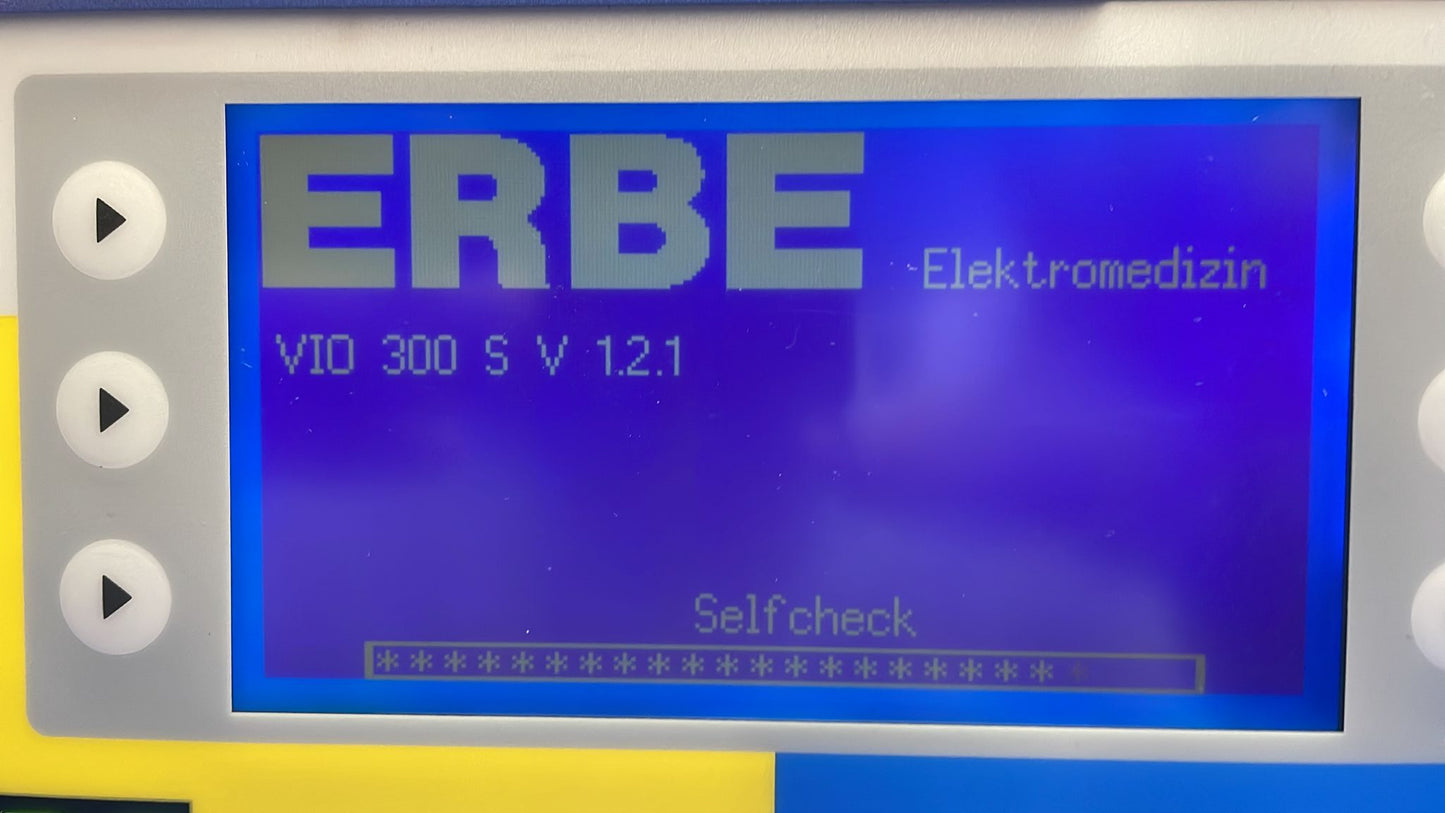 ERBE Elektromedizin
VIO 300 S V 1.2.1
Selfcheck
********************